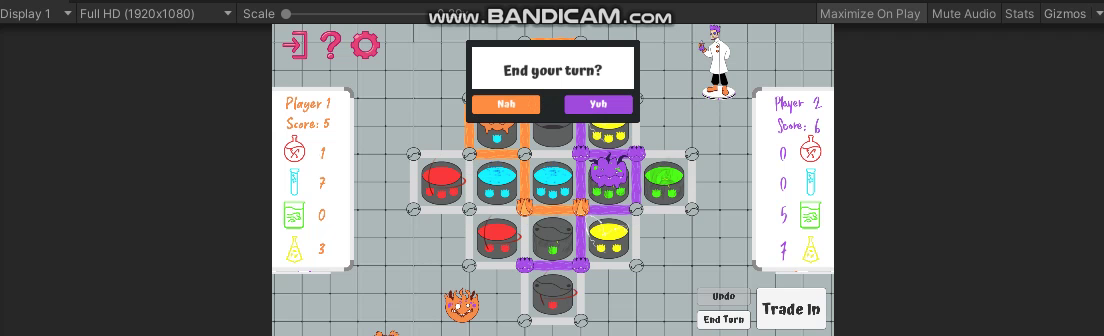 Display 1
Full HD (1920x1080)
Scale
www.BANDICAM.com
Maximize On Play
Mute Audio
Stats
Gizmos
End your turn?
Nah
Yuh
Player 1
Score: 5
1
7
0
3
Player 2
Score: 6
0
0
5
7
Undo
End Turn
Trade In